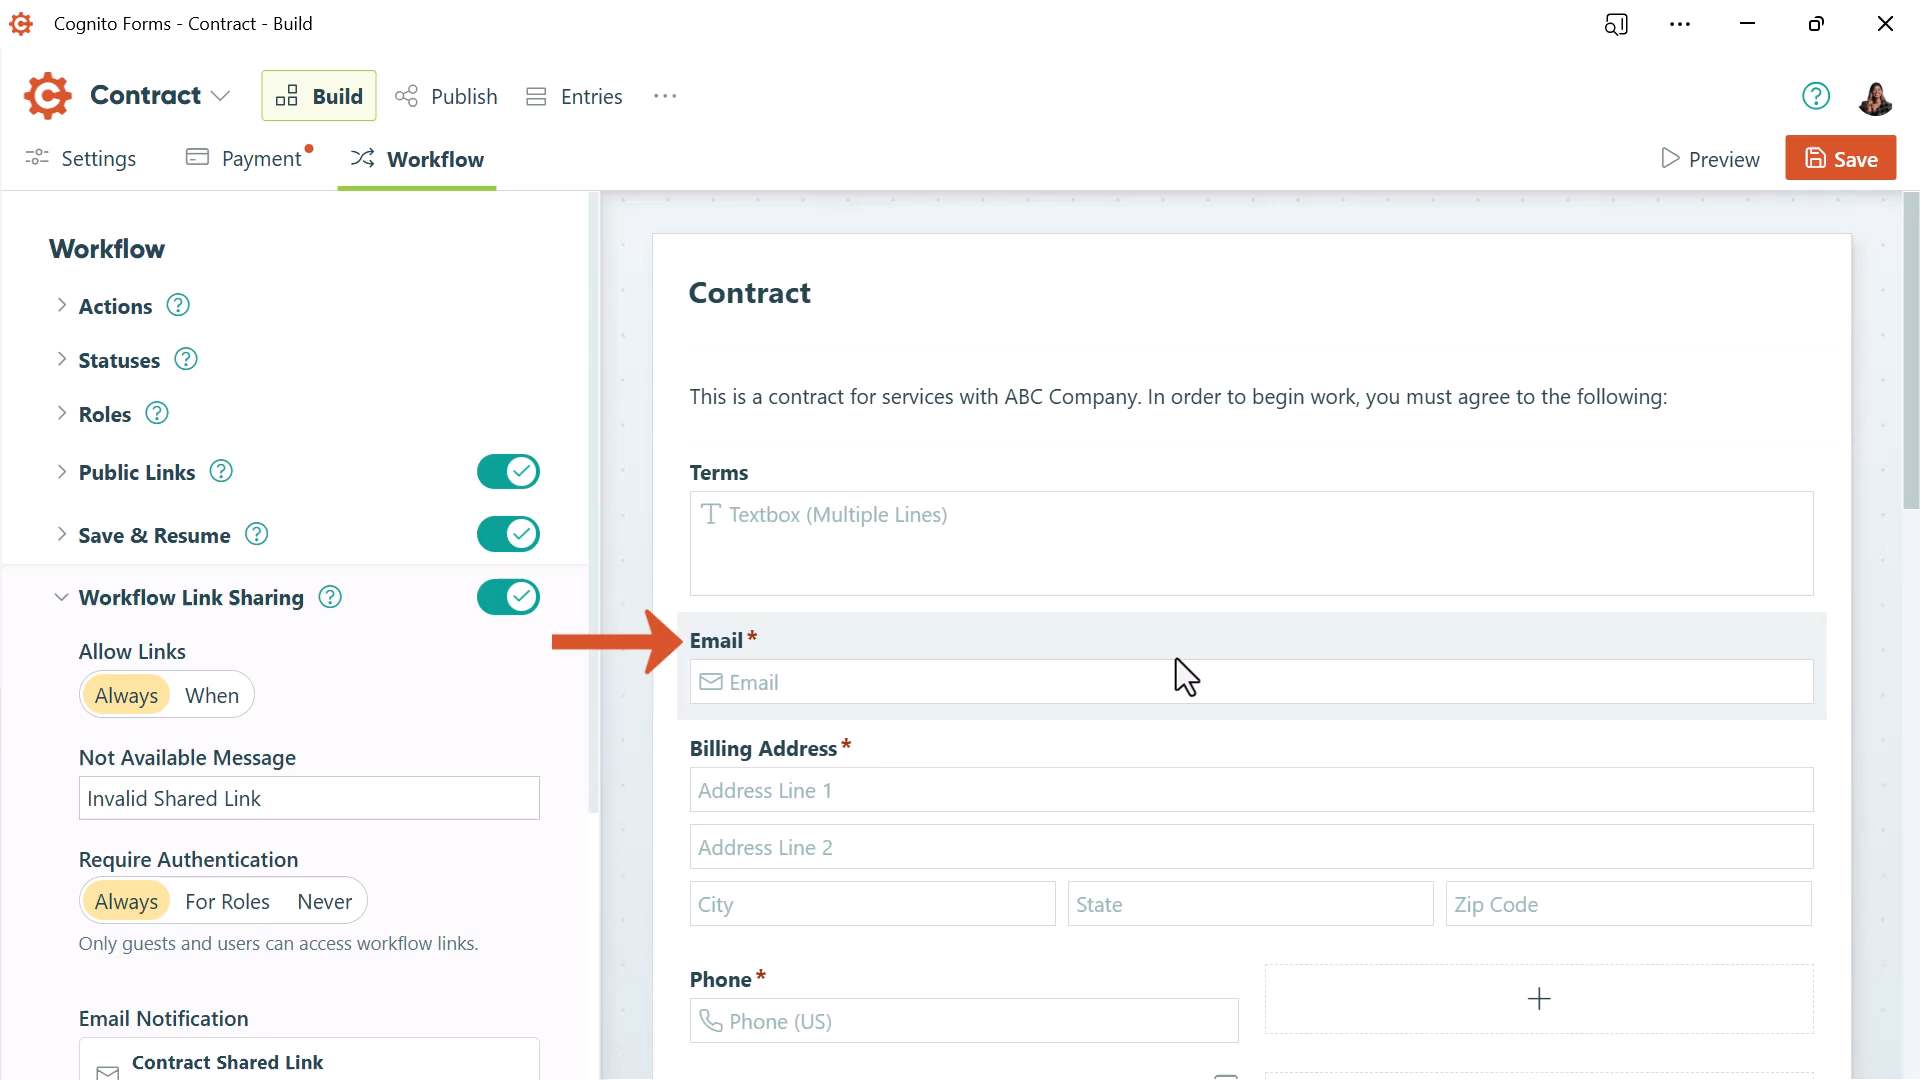 Cognito Forms - Contract - Build
Contract
Build
Publish
Entries
Settings
Payment
Workflow
Preview
Save
Workflow
Actions
Statuses
Roles
Public Links
Save & Resume
Workflow Link Sharing
Allow Links
Always When
Not Available Message
Invalid Shared Link
Require Authentication
Always For Roles Never
Only guests and users can access workflow links.
Email Notification
Contract Shared Link
Contract
This is a contract for services with ABC Company. In order to begin work, you must agree to the following:
Terms
Textbox (Multiple Lines)
Email *
Email
Billing Address *
Address Line 1
Address Line 2
City
State
Zip Code
Phone *
Phone (US)